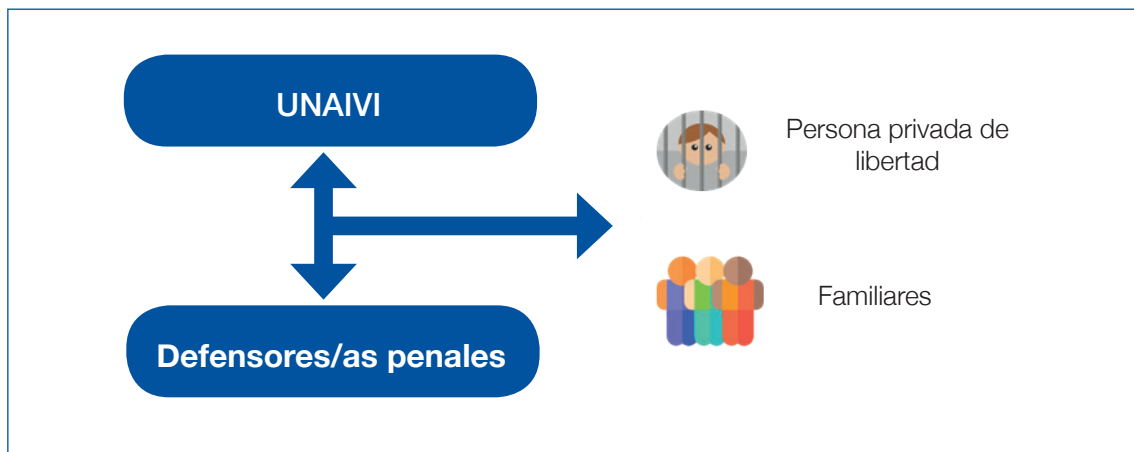 UNAIVI
Persona privada de
libertad
Familiares
Defensores/as penales